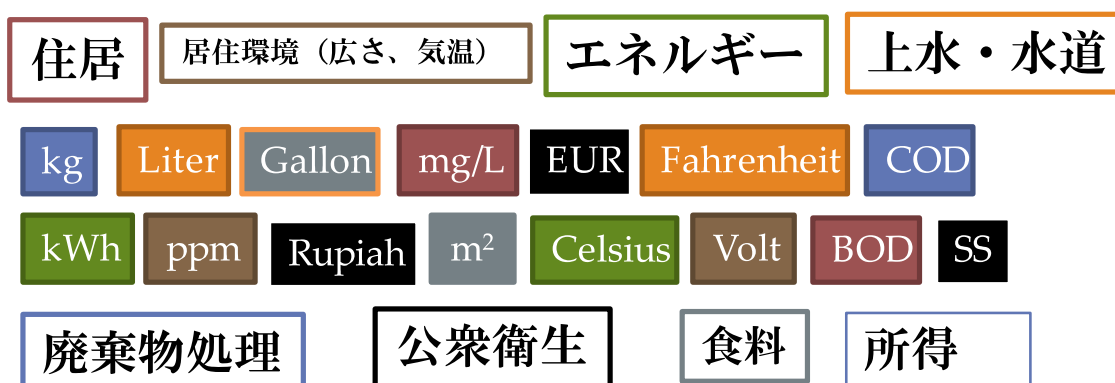 住居 居住環境（広さ、気温） エネルギー 上水・水道
kg Liter Gallon mg/L EUR Fahrenheit COD
kWh ppm Rupiah m² Celsius Volt BOD SS
廃棄物処理 公衆衛生 食料 所得